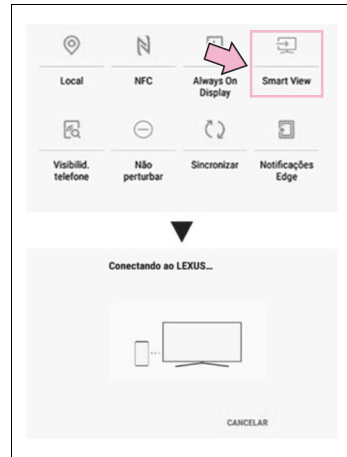 Local NFC Always On Display Smart View
Visibilid. telefone Não perturbar Sincronizar Notificações Edge
Conectando ao LEXUS...
CANCELAR